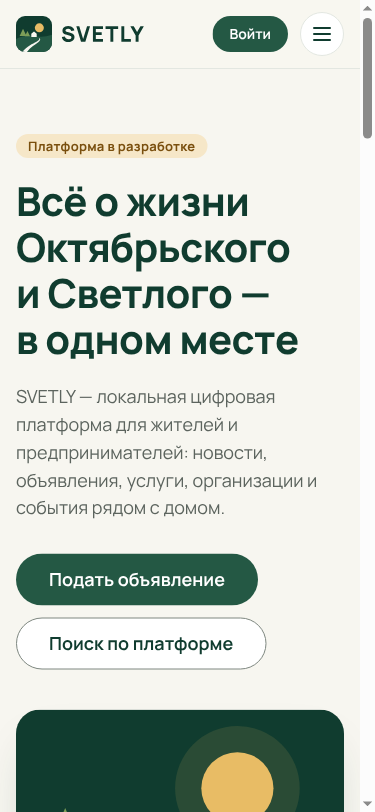 SVETLY
Войти
Платформа в разработке
Всё о жизни
Октябрьского
и Светлого —
в одном месте
SVETLY — локальная цифровая
платформа для жителей и
предпринимателей: новости,
объявления, услуги, организации и
события рядом с домом.
Подать объявление
Поиск по платформе